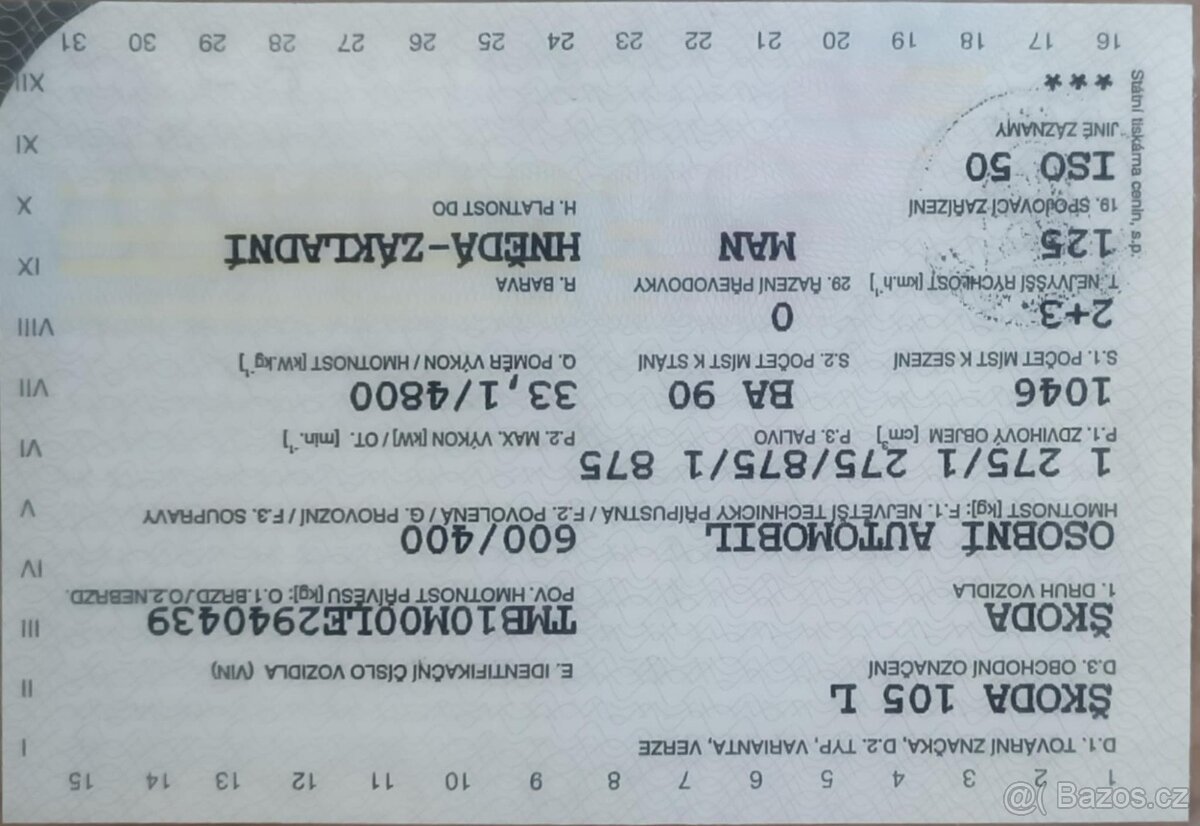 1 2 3 4 5 6 7 8 9 10 11 12 13 14 15
D.1. TOVÁRNÍ ZNAČKA, D.2. TYP, VARIANTA, VERZE
I
ŠKODA 105 L
II
D.3. OBCHODNÍ OZNAČENÍ E. IDENTIFIKAČNÍ ČÍSLO VOZIDLA (VIN)
ŠKODA TMB10M00LE2940439
III
1. DRUH VOZIDLA POV. HMOTNOST PŘÍVĚSU [kg]: O.1.BRZD./O.2.NEBRZD.
IV
OSOBNÍ AUTOMOBIL 600/400
HMOTNOST [kg]: F.1. NEJVĚTŠÍ TECHNICKY PŘÍPUSTNÁ / F.2. POVOLENÁ / G. PROVOZNÍ / F.3. SOUPRAVY
V
1 275/1 275/875/1 875
VI
P.1. ZDVIHOVÝ OBJEM [cm³] P.3. PALIVO P.2. MAX. VÝKON [kW] / OT. [min.⁻¹]
1046 BA 90 33,1/4800
VII
S.1. POČET MÍST K SEZENÍ S.2. POČET MÍST K STÁNÍ Q. POMĚR VÝKON / HMOTNOST [kW.kg⁻¹]
2+3. 0
VIII
T. NEJVYŠŠÍ RYCHLOST [km.h⁻¹] 29. ŘAZENÍ PŘEVODOVKY R. BARVA
125 MAN HNĚDÁ-ZÁKLADNÍ
IX
19. SPOJOVACÍ ZAŘÍZENÍ H. PLATNOST DO
X
ISO 50
JINÉ ZÁZNAMY
XI
***
XII
16 17 18 19 20 21 22 23 24 25 26 27 28 29 30 31
Státní tiskárna cenin, s.p.
@( Bazos.cz